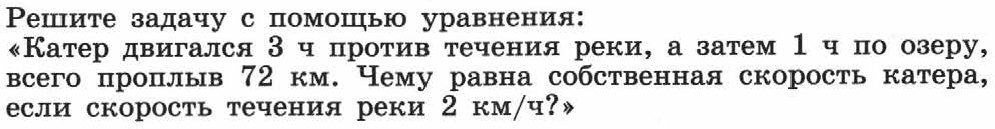 Решите задачу с помощью уравнения:
«Катер двигался 3 ч против течения реки, а затем 1 ч по озеру,
всего проплыв 72 км. Чему равна собственная скорость катера,
если скорость течения реки 2 км/ч?»